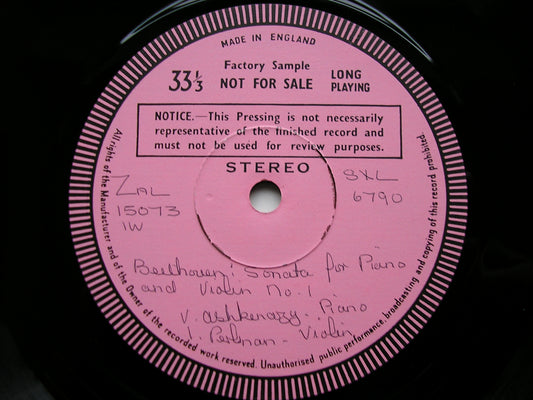 MADE IN ENGLAND
Factory Sample
33⅓ NOT FOR SALE LONG PLAYING
NOTICE.—This Pressing is not necessarily
representative of the finished record and
must not be used for review purposes.
STEREO
ZAL SXL
15073 6790
1W
Beethoven: Sonata for Piano
and Violin No. 1.
V. Ashkenazy - Piano
I. Perlman - Violin
All rights of the Manufacturer and of the Owner of the recorded work reserved. Unauthorised public performance, broadcasting and copying of this record prohibited.